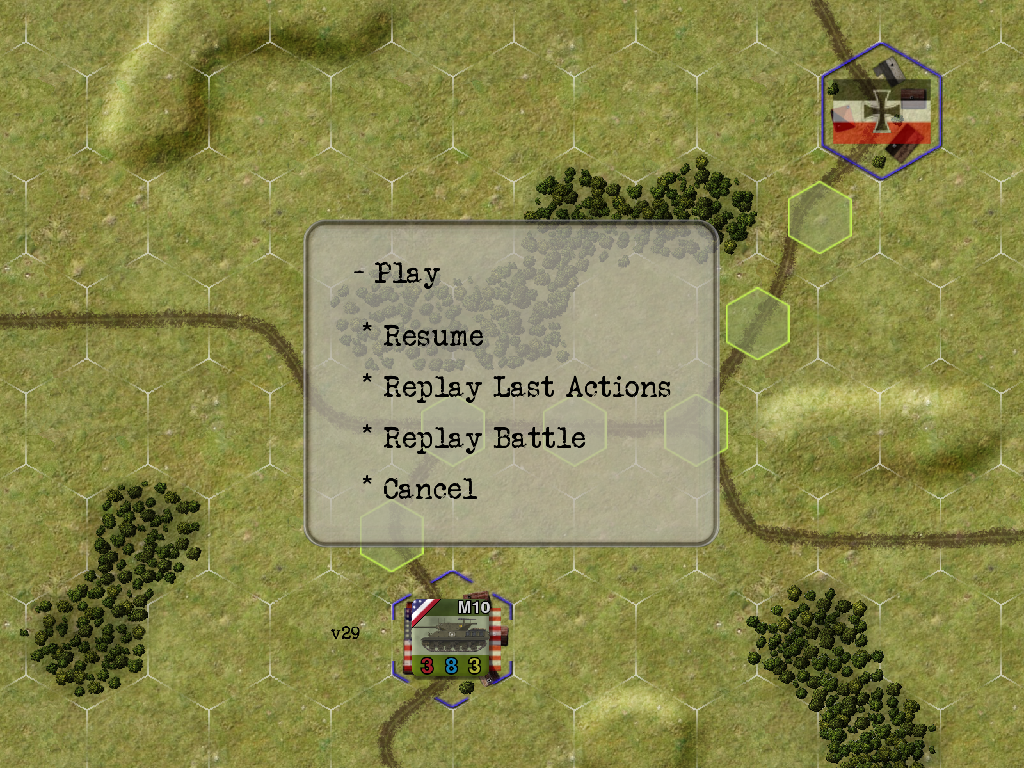 - Play
* Resume
* Replay Last Actions
* Replay Battle
* Cancel
M10
v29
3 8 3